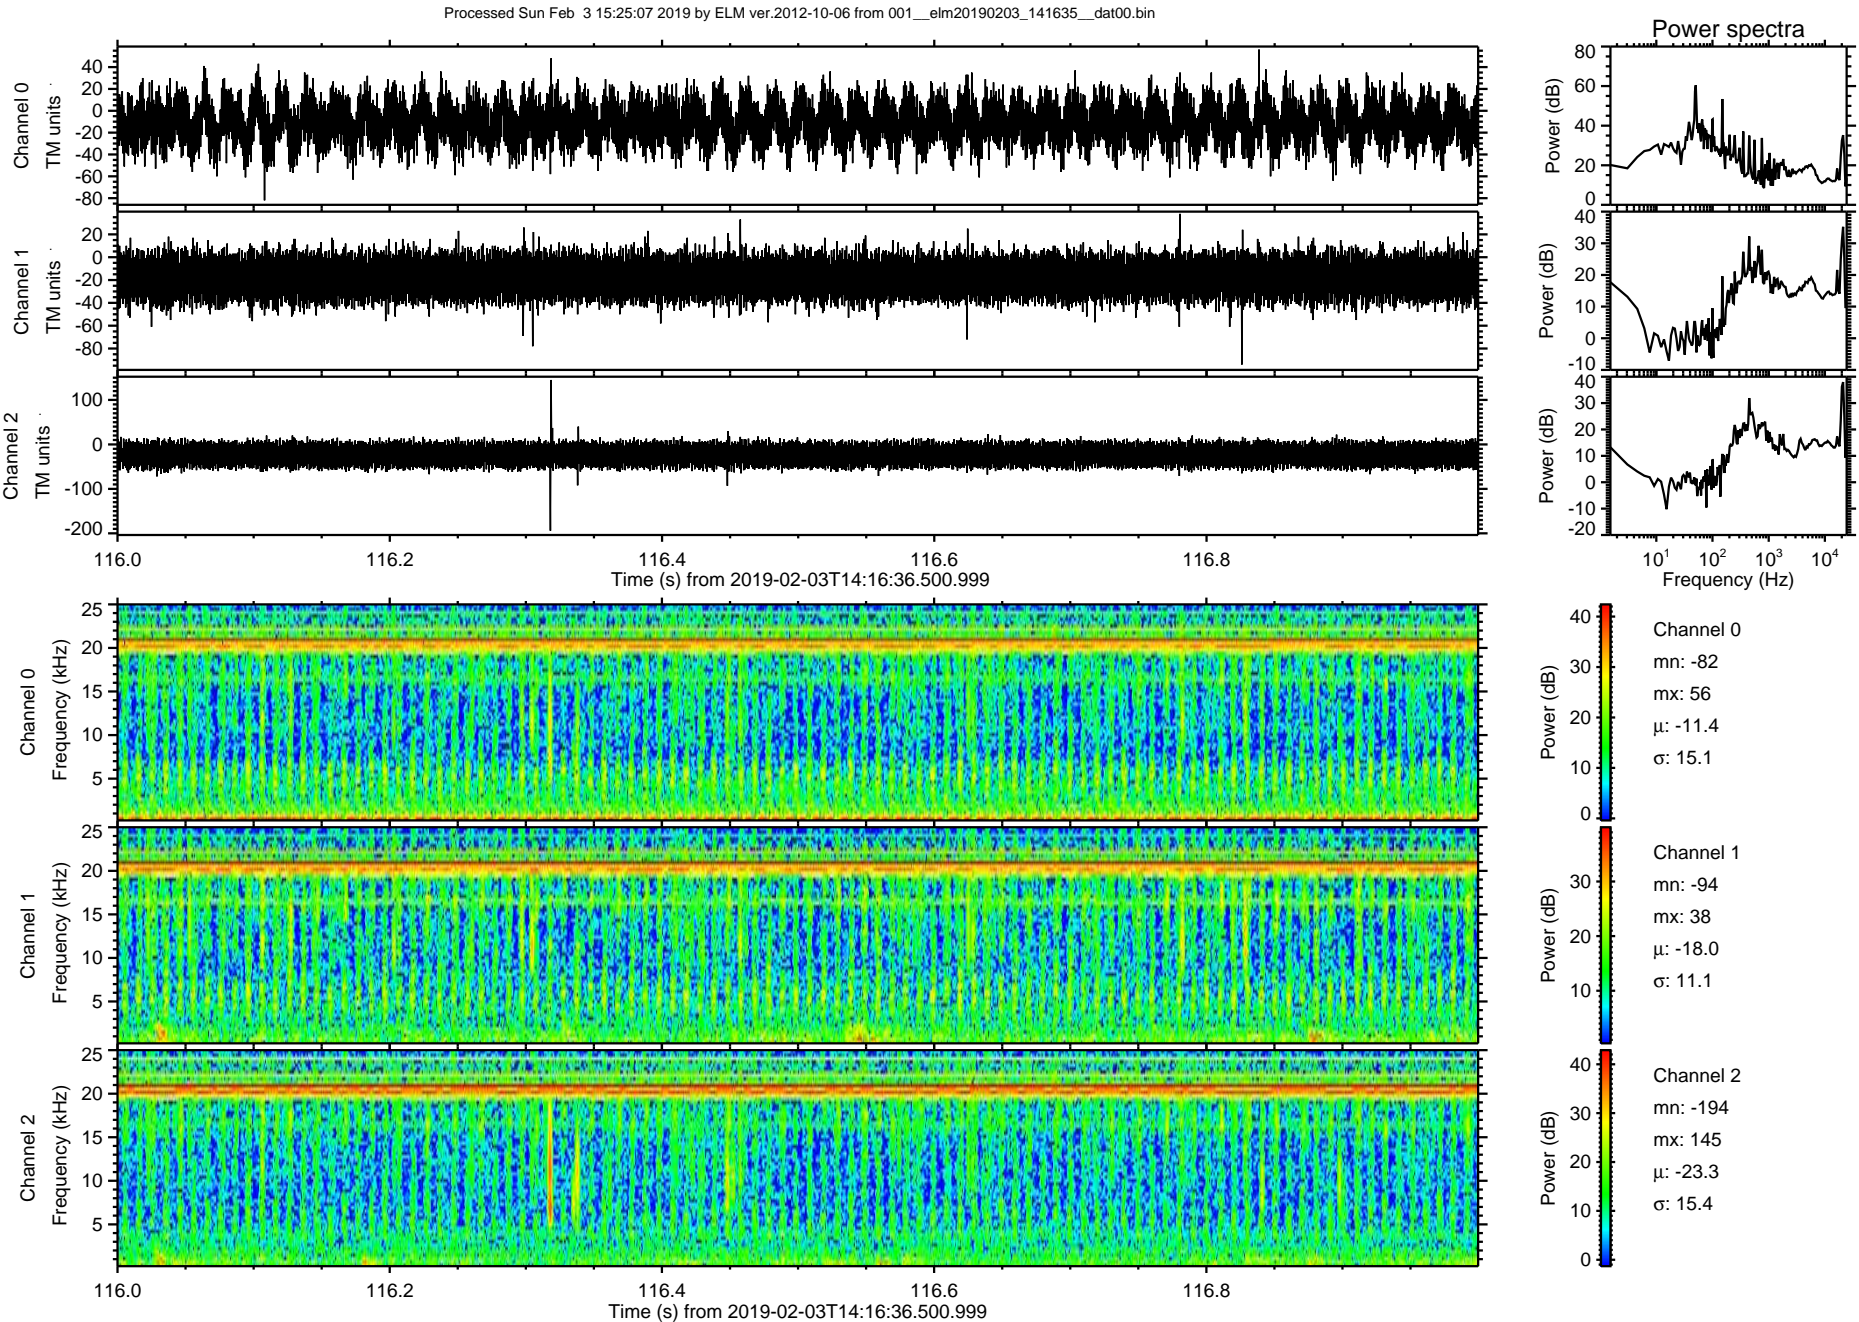 Processed Sun Feb  3 15:25:07 2019 by ELM ver.2012-10-06 from 001__elm20190203_141635__dat00.bin
Power spectra
Channel 0
TM units
40
20
0
-20
-40
-60
-80
Power (dB)
80
60
40
20
0
Channel 1
TM units
20
0
-20
-40
-60
-80
Power (dB)
40
30
20
10
0
-10
Channel 2
TM units
100
0
-100
-200
Power (dB)
40
30
20
10
0
-10
-20
116.0 116.2 116.4 116.6 116.8
Time (s) from 2019-02-03T14:16:36.500.999
10¹ 10² 10³ 10⁴
Frequency (Hz)
Channel 0
Frequency (kHz)
25
20
15
10
5
Power (dB)
40
30
20
10
0
Channel 0
mn: -82
mx: 56
μ: -11.4
σ: 15.1
Channel 1
Frequency (kHz)
25
20
15
10
5
Power (dB)
30
20
10
Channel 1
mn: -94
mx: 38
μ: -18.0
σ: 11.1
Channel 2
Frequency (kHz)
25
20
15
10
5
Power (dB)
40
30
20
10
0
Channel 2
mn: -194
mx: 145
μ: -23.3
σ: 15.4
116.0 116.2 116.4 116.6 116.8
Time (s) from 2019-02-03T14:16:36.500.999